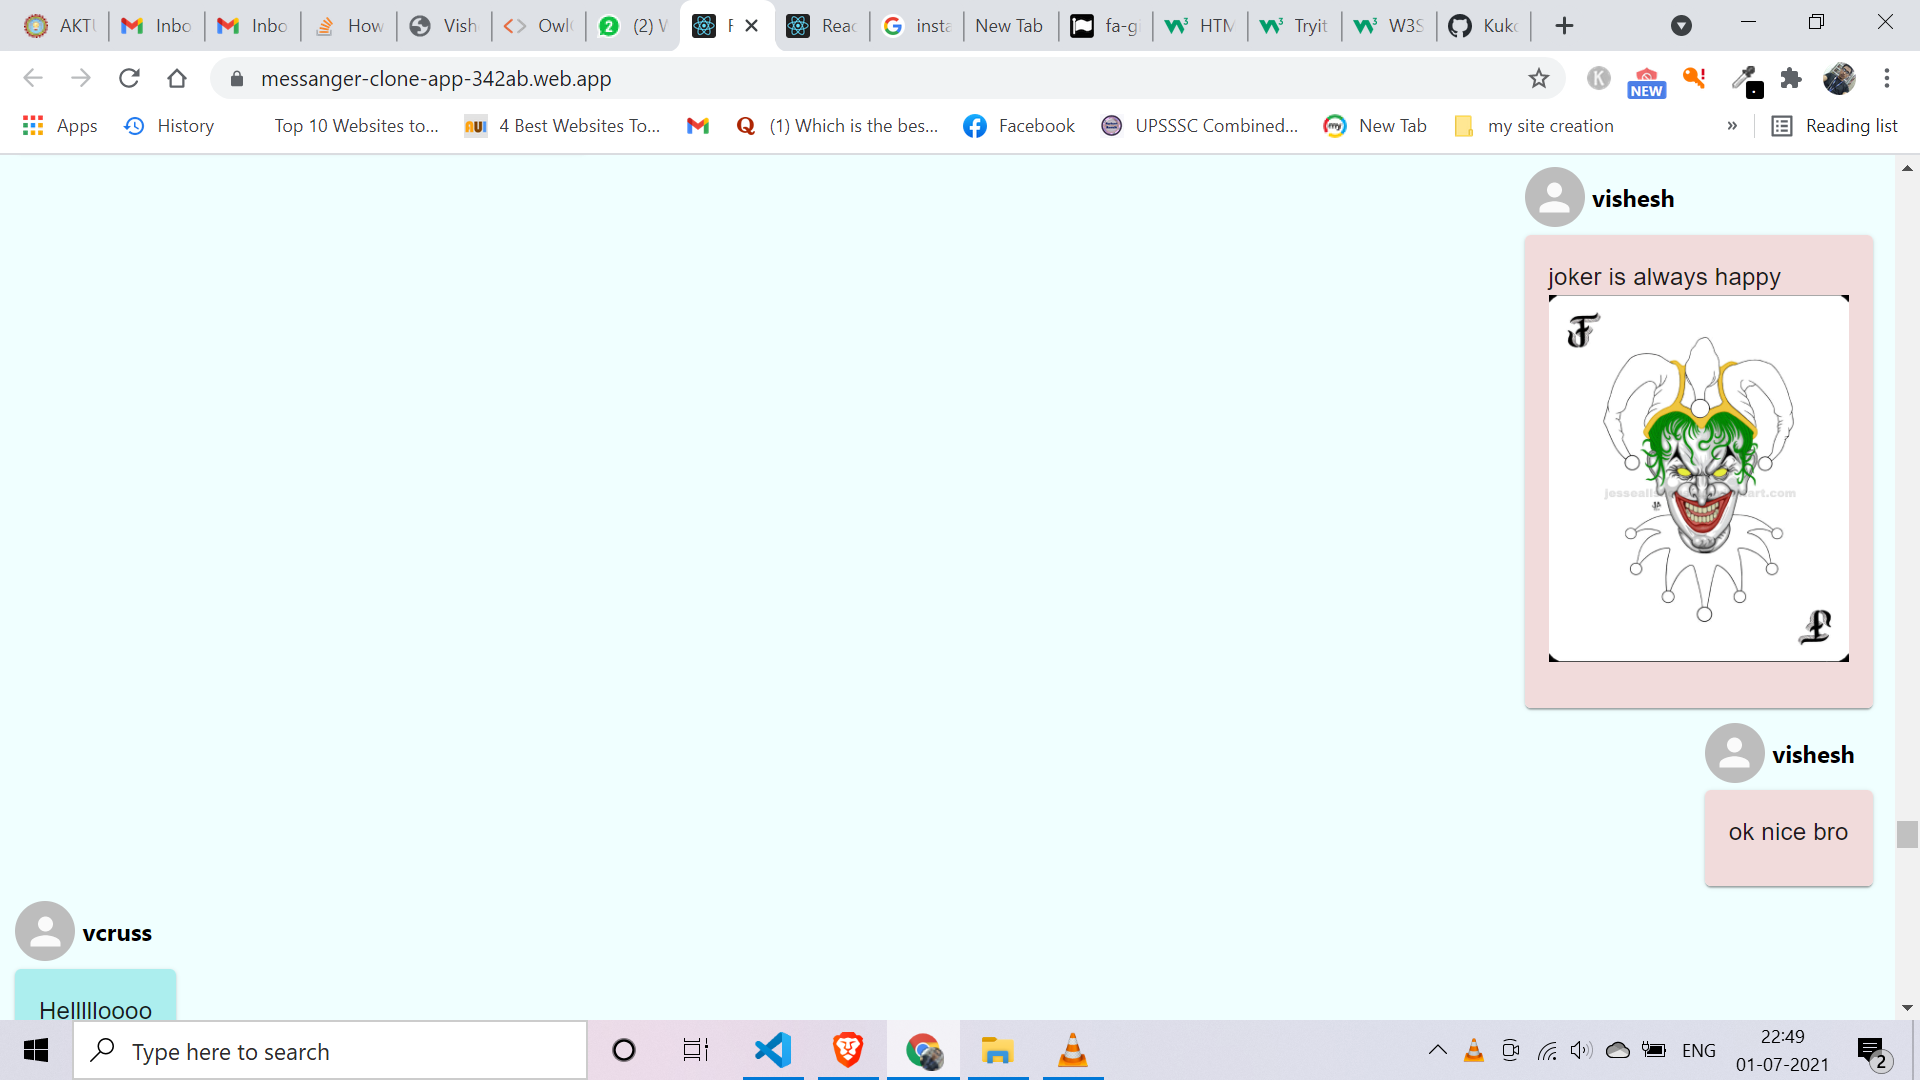 AKTU
Inbo
Inbo
How
Vish
Owl
(2) W
F
Reac
insta
New Tab
fa-gi
HTM
Tryit
W3S
Kuk
messanger-clone-app-342ab.web.app
K
NEW
Apps
History
Top 10 Websites to...
4 Best Websites To...
(1) Which is the bes...
Facebook
UPSSSC Combined...
New Tab
my site creation
»
Reading list
vishesh
joker is always happy
vishesh
ok nice bro
vcruss
Hellllloooo
Type here to search
ENG
22:49
01-07-2021
2